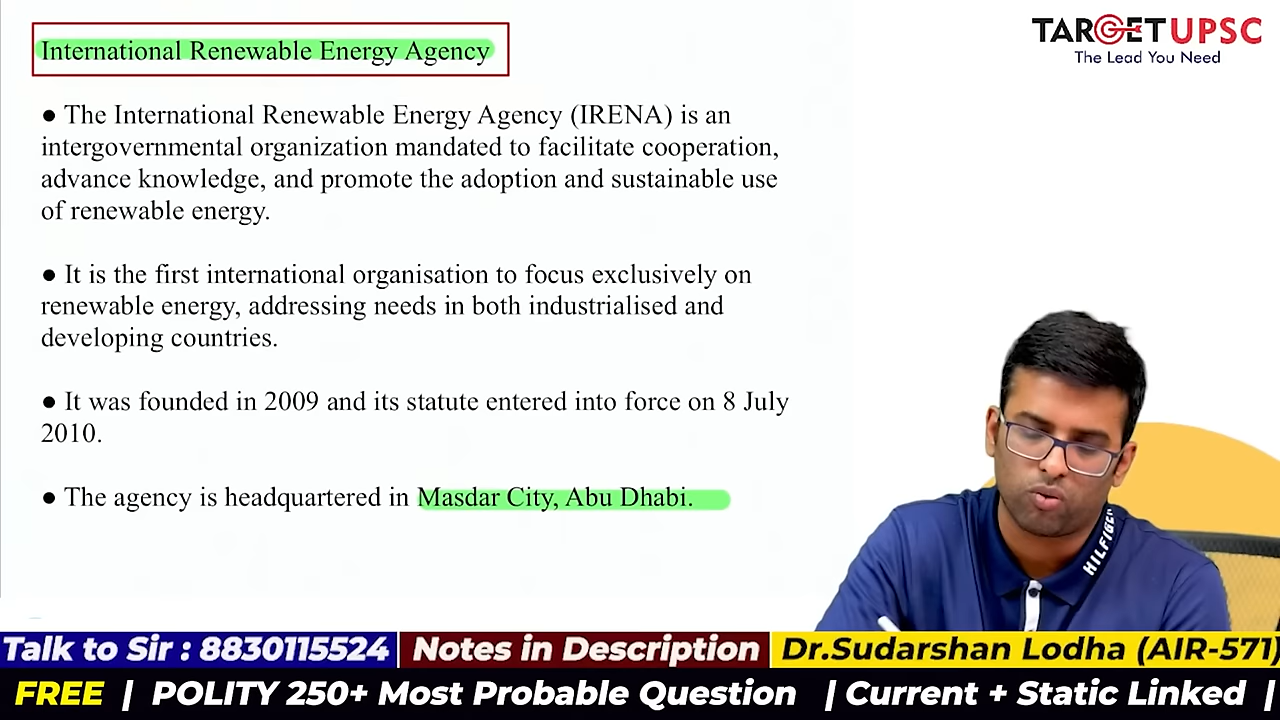 International Renewable Energy Agency
TARGETUPSC
The Lead You Need
● The International Renewable Energy Agency (IRENA) is an
intergovernmental organization mandated to facilitate cooperation,
advance knowledge, and promote the adoption and sustainable use
of renewable energy.
● It is the first international organisation to focus exclusively on
renewable energy, addressing needs in both industrialised and
developing countries.
● It was founded in 2009 and its statute entered into force on 8 July
2010.
● The agency is headquartered in Masdar City, Abu Dhabi.
HILFIGER
Talk to Sir : 8830115524
Notes in Description
Dr.Sudarshan Lodha (AIR-571)
FREE | POLITY 250+ Most Probable Question | Current + Static Linked |